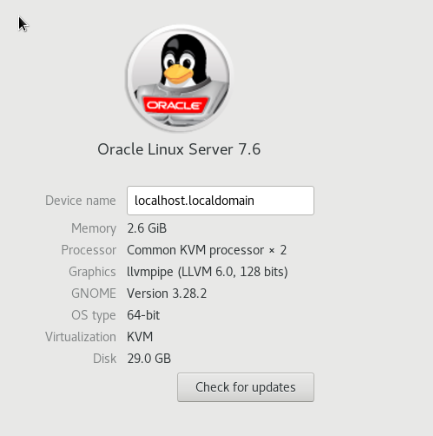 ORACLE
Oracle Linux Server 7.6
Device name localhost.localdomain
Memory 2.6 GiB
Processor Common KVM processor × 2
Graphics llvmpipe (LLVM 6.0, 128 bits)
GNOME Version 3.28.2
OS type 64-bit
Virtualization KVM
Disk 29.0 GB
Check for updates